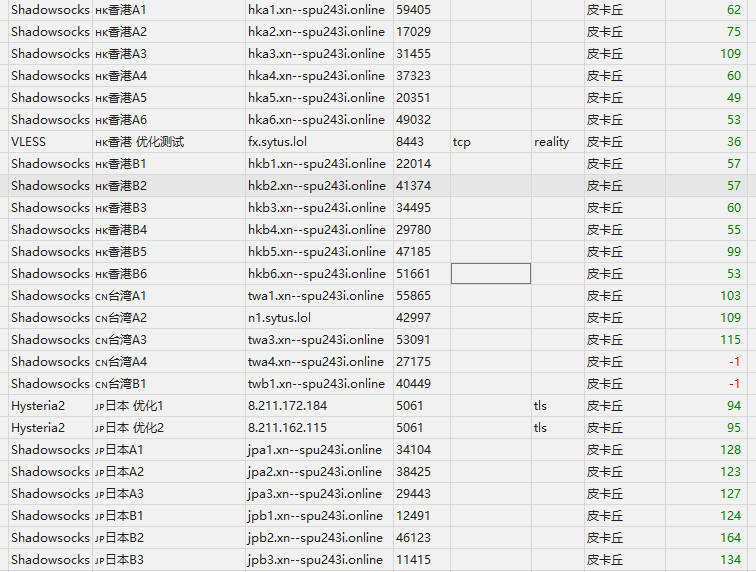 Shadowsocks HK香港A1 hka1.xn--spu243i.online 59405 皮卡丘 62
Shadowsocks HK香港A2 hka2.xn--spu243i.online 17029 皮卡丘 75
Shadowsocks HK香港A3 hka3.xn--spu243i.online 31455 皮卡丘 109
Shadowsocks HK香港A4 hka4.xn--spu243i.online 37323 皮卡丘 60
Shadowsocks HK香港A5 hka5.xn--spu243i.online 20351 皮卡丘 49
Shadowsocks HK香港A6 hka6.xn--spu243i.online 49032 皮卡丘 53
VLESS HK香港 优化测试 fx.sytus.lol 8443 tcp reality 皮卡丘 36
Shadowsocks HK香港B1 hkb1.xn--spu243i.online 22014 皮卡丘 57
Shadowsocks HK香港B2 hkb2.xn--spu243i.online 41374 皮卡丘 57
Shadowsocks HK香港B3 hkb3.xn--spu243i.online 34495 皮卡丘 60
Shadowsocks HK香港B4 hkb4.xn--spu243i.online 29780 皮卡丘 55
Shadowsocks HK香港B5 hkb5.xn--spu243i.online 47185 皮卡丘 99
Shadowsocks HK香港B6 hkb6.xn--spu243i.online 51661 皮卡丘 53
Shadowsocks CN台湾A1 twa1.xn--spu243i.online 55865 皮卡丘 103
Shadowsocks CN台湾A2 n1.sytus.lol 42997 皮卡丘 109
Shadowsocks CN台湾A3 twa3.xn--spu243i.online 53091 皮卡丘 115
Shadowsocks CN台湾A4 twa4.xn--spu243i.online 27175 皮卡丘 -1
Shadowsocks CN台湾B1 twb1.xn--spu243i.online 40449 皮卡丘 -1
Hysteria2 JP日本 优化1 8.211.172.184 5061 tls 皮卡丘 94
Hysteria2 JP日本 优化2 8.211.162.115 5061 tls 皮卡丘 95
Shadowsocks JP日本A1 jpa1.xn--spu243i.online 34104 皮卡丘 128
Shadowsocks JP日本A2 jpa2.xn--spu243i.online 38425 皮卡丘 123
Shadowsocks JP日本A3 jpa3.xn--spu243i.online 29443 皮卡丘 127
Shadowsocks JP日本B1 jpb1.xn--spu243i.online 12491 皮卡丘 124
Shadowsocks JP日本B2 jpb2.xn--spu243i.online 46123 皮卡丘 164
Shadowsocks JP日本B3 jpb3.xn--spu243i.online 11415 皮卡丘 134